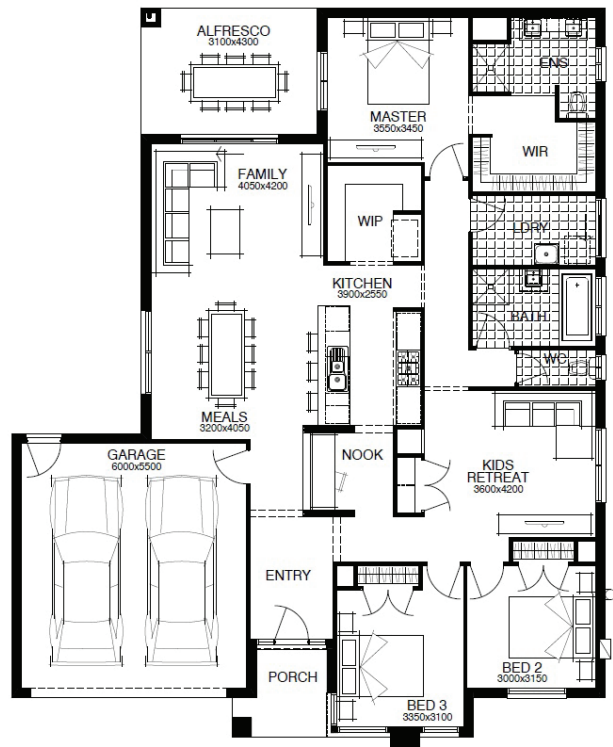 ALFRESCO
3100x4300
ENS
MASTER
3550x3450
WIR
FAMILY
4050x4200
WIP
LDRY
KITCHEN
3900x2550
BATH
WC
MEALS
3200x4050
GARAGE
6000x5500
NOOK
KIDS
RETREAT
3600x4200
ENTRY
PORCH
BED 2
3000x3150
BED 3
3350x3100